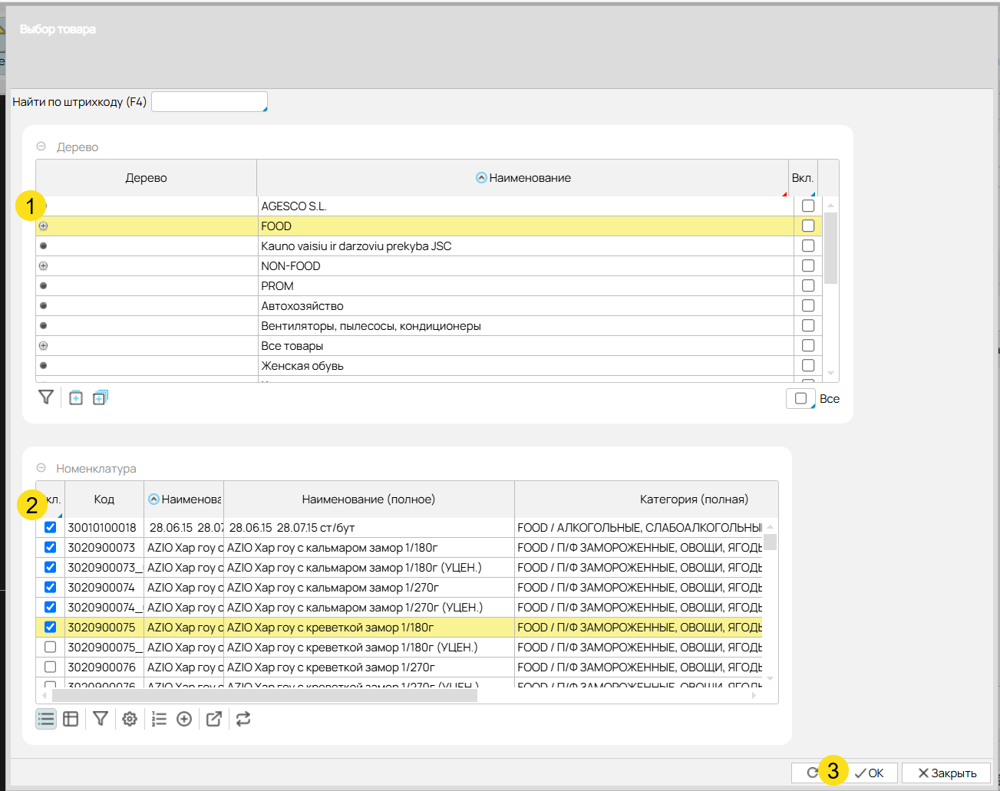 Выбор товара
Найти по штрихкоду (F4)
Дерево
Дерево Наименование Вкл.
1 AGESCO S.L.
FOOD
Kauno vaisiu ir darzoviu prekyba JSC
NON-FOOD
PROM
Автохозяйство
Вентиляторы, пылесосы, кондиционеры
Все товары
Женская обувь
Все
Номенклатура
2 кл. Код Наименова Наименование (полное) Категория (полная)
30010100018 28.06.15 28.07 28.06.15 28.07.15 ст/бут FOOD / АЛКОГОЛЬНЫЕ, СЛАБОАЛКОГОЛЬНЫ
3020900073 AZIO Хар гоу с AZIO Хар гоу с кальмаром замор 1/180г FOOD / П/Ф ЗАМОРОЖЕННЫЕ, ОВОЩИ, ЯГОДЬ
3020900073_ AZIO Хар гоу с AZIO Хар гоу с кальмаром замор 1/180г (УЦЕН.) FOOD / П/Ф ЗАМОРОЖЕННЫЕ, ОВОЩИ, ЯГОДЬ
3020900074 AZIO Хар гоу с AZIO Хар гоу с кальмаром замор 1/270г FOOD / П/Ф ЗАМОРОЖЕННЫЕ, ОВОЩИ, ЯГОДЬ
3020900074_ AZIO Хар гоу с AZIO Хар гоу с кальмаром замор 1/270г (УЦЕН.) FOOD / П/Ф ЗАМОРОЖЕННЫЕ, ОВОЩИ, ЯГОДЬ
3020900075 AZIO Хар гоу с AZIO Хар гоу с креветкой замор 1/180г FOOD / П/Ф ЗАМОРОЖЕННЫЕ, ОВОЩИ, ЯГОДЬ
3020900075_ AZIO Хар гоу с AZIO Хар гоу с креветкой замор 1/180г (УЦЕН.) FOOD / П/Ф ЗАМОРОЖЕННЫЕ, ОВОЩИ, ЯГОДЬ
3020900076 AZIO Хар гоу с AZIO Хар гоу с креветкой замор 1/270г FOOD / П/Ф ЗАМОРОЖЕННЫЕ, ОВОЩИ, ЯГОДЬ
3020900076_ AZIO Хар гоу с AZIO Хар гоу с креветкой замор 1/270г (УЦЕН.) FOOD / П/Ф ЗАМОРОЖЕННЫЕ, ОВОЩИ, ЯГОДЬ
3 OK Закрыть